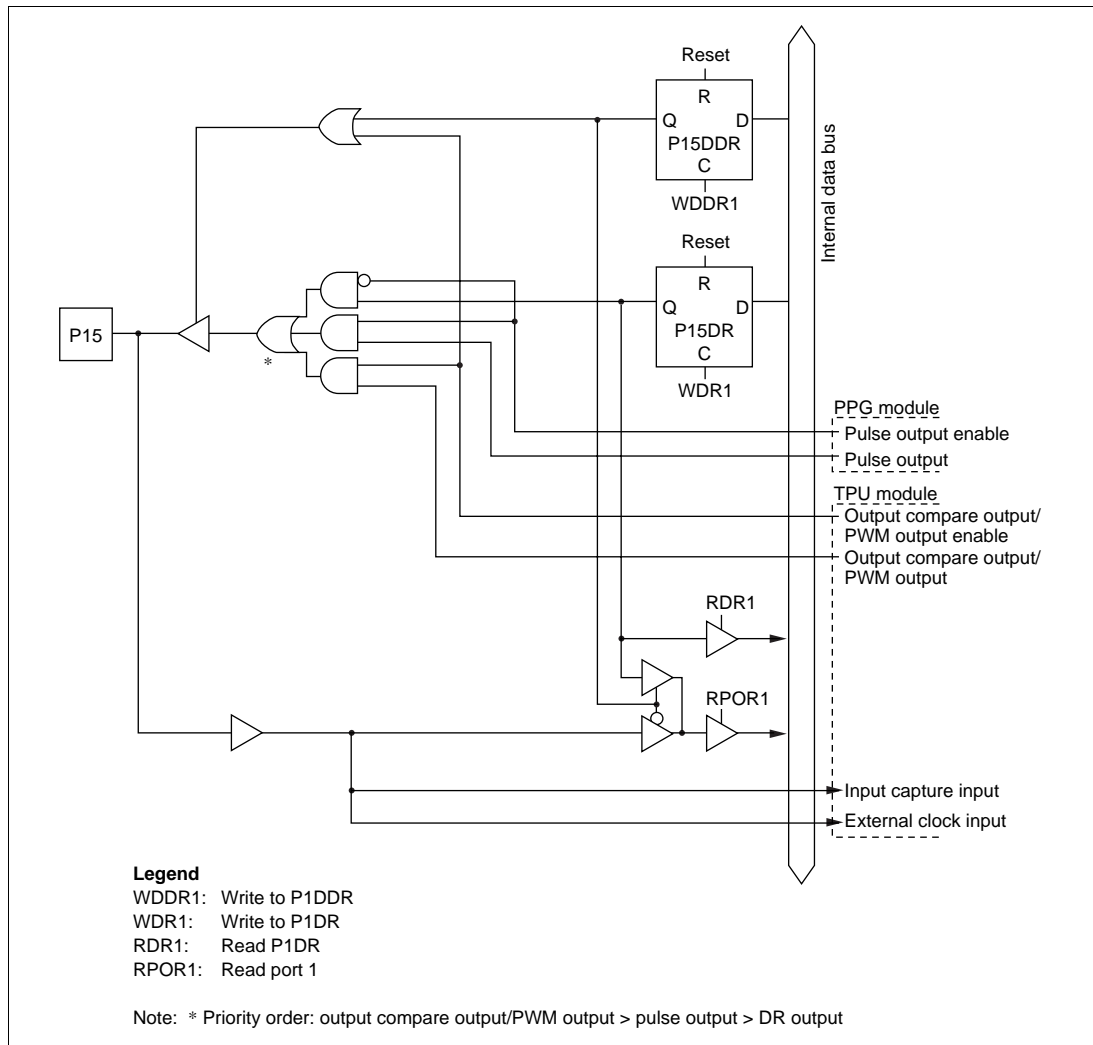 Reset
R
Q D
P15DDR
C
WDDR1
Internal data bus
Reset
R
Q D
P15DR
C
WDR1
P15
*
PPG module
Pulse output enable
Pulse output
TPU module
Output compare output/
PWM output enable
Output compare output/
PWM output
RDR1
RPOR1
Input capture input
External clock input
Legend
WDDR1: Write to P1DDR
WDR1: Write to P1DR
RDR1: Read P1DR
RPOR1: Read port 1
Note: * Priority order: output compare output/PWM output > pulse output > DR output